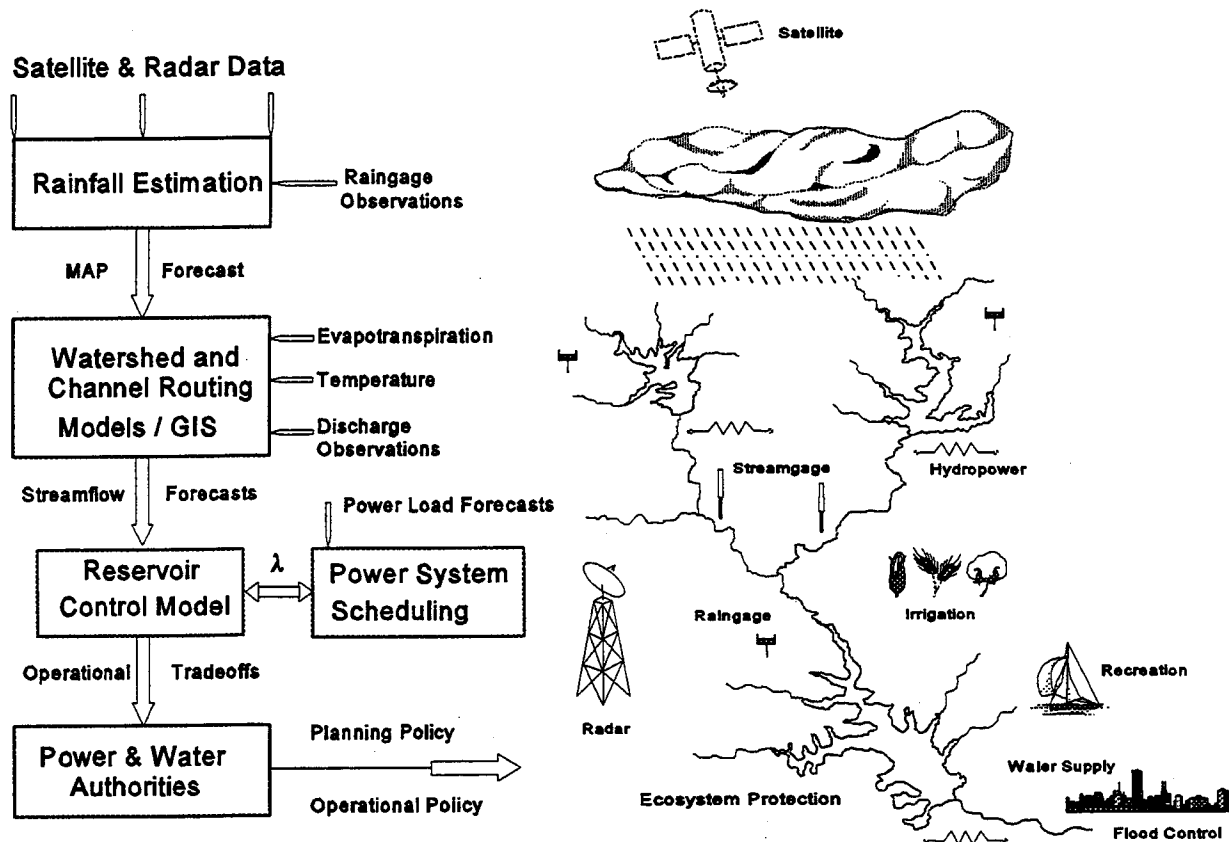 Satellite & Radar Data
Rainfall Estimation
Raingage
Observations
MAP Forecast
Watershed and
Channel Routing
Models / GIS
Evapotranspiration
Temperature
Discharge
Observations
Streamflow Forecasts
Power Load Forecasts
Reservoir
Control Model
λ
Power System
Scheduling
Operational Tradeoffs
Power & Water
Authorities
Planning Policy
Operational Policy
Satellite
Streamgage
Hydropower
Raingage
Irrigation
Radar
Recreation
Water Supply
Ecosystem Protection
Flood Control